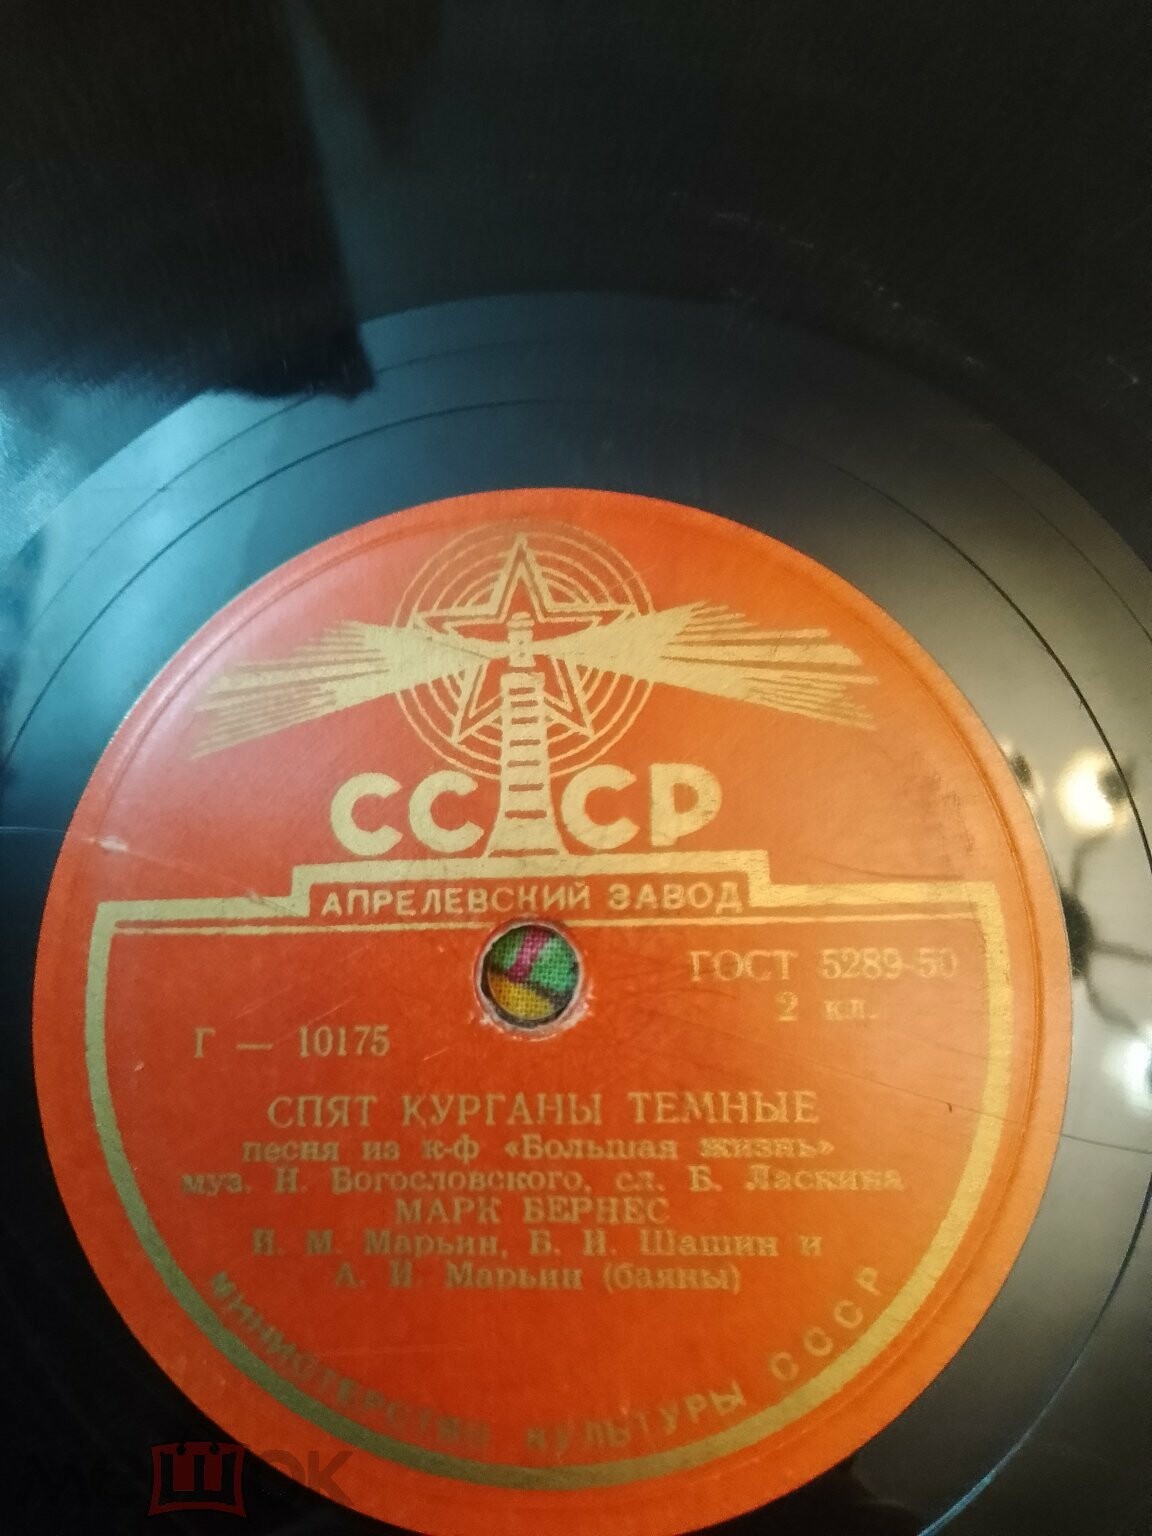 СССР
АПРЕЛЕВСКИЙ ЗАВОД
ГОСТ 5289-50
2 кл.
Г — 10175
СПЯТ КУРГАНЫ ТЕМНЫЕ
песня из к-ф «Большая жизнь»
муз. Н. Богословского, сл. Б. Ласкина
МАРК БЕРНЕС
И. М. Марьин, Б. И. Шашин и
А. И. Марьин (баяны)
МИНИСТЕРСТВО КУЛЬТУРЫ СССР
мешок